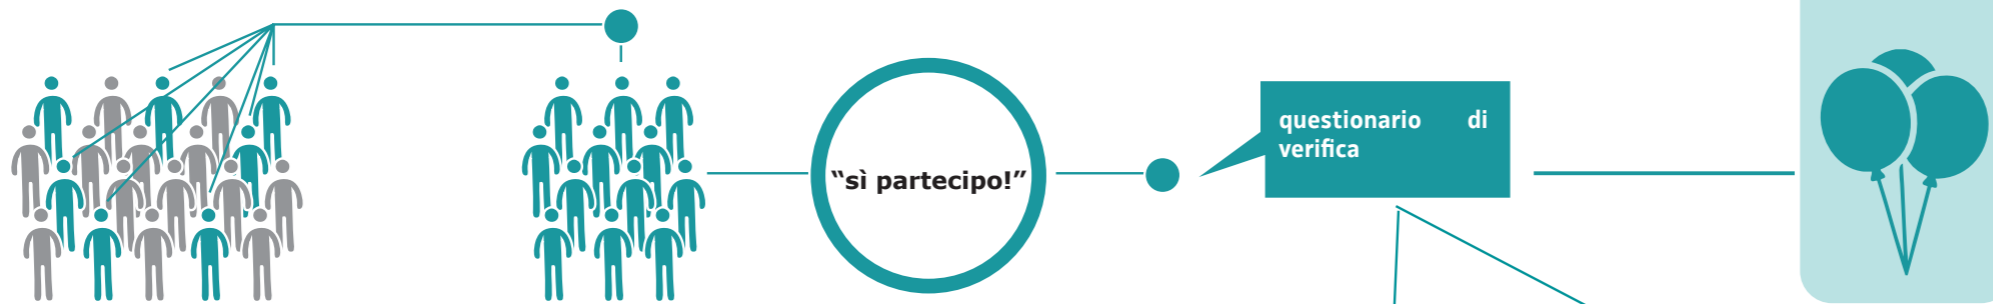 “sì partecipo!”
questionario di
verifica